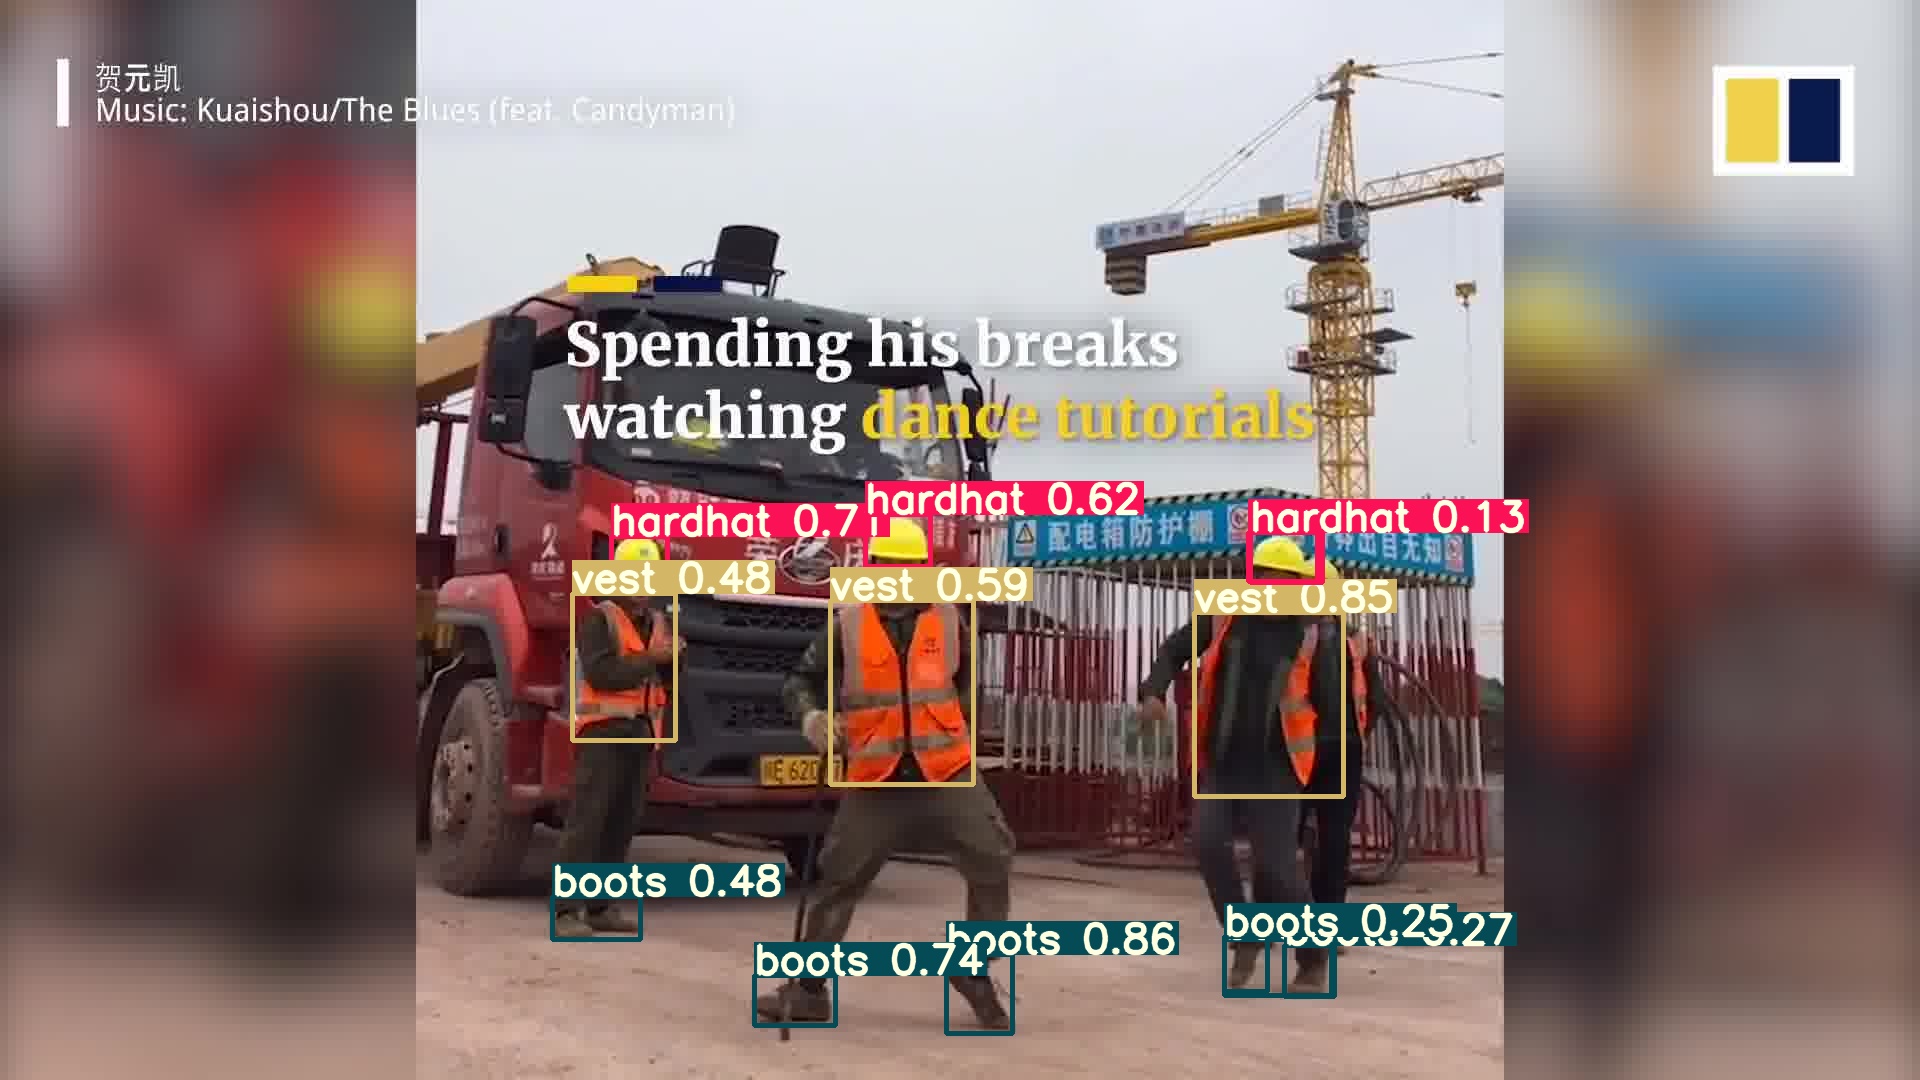 贺元凯
Music: Kuaishou/The Blues (feat. Candyman)
Spending his breaks
watching dance tutorials
hardhat 0.71
hardhat 0.62
hardhat 0.13
配电箱防护棚
vest 0.48
vest 0.59
vest 0.85
boots 0.48
boots 0.74
boots 0.86
boots 0.25
0.27